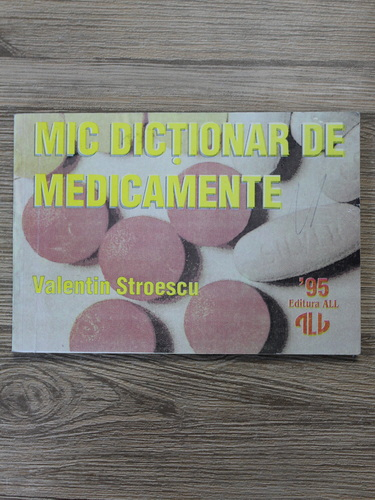 MIC DICȚIONAR DE
MEDICAMENTE
Valentin Stroescu
'95
Editura ALL
ALL